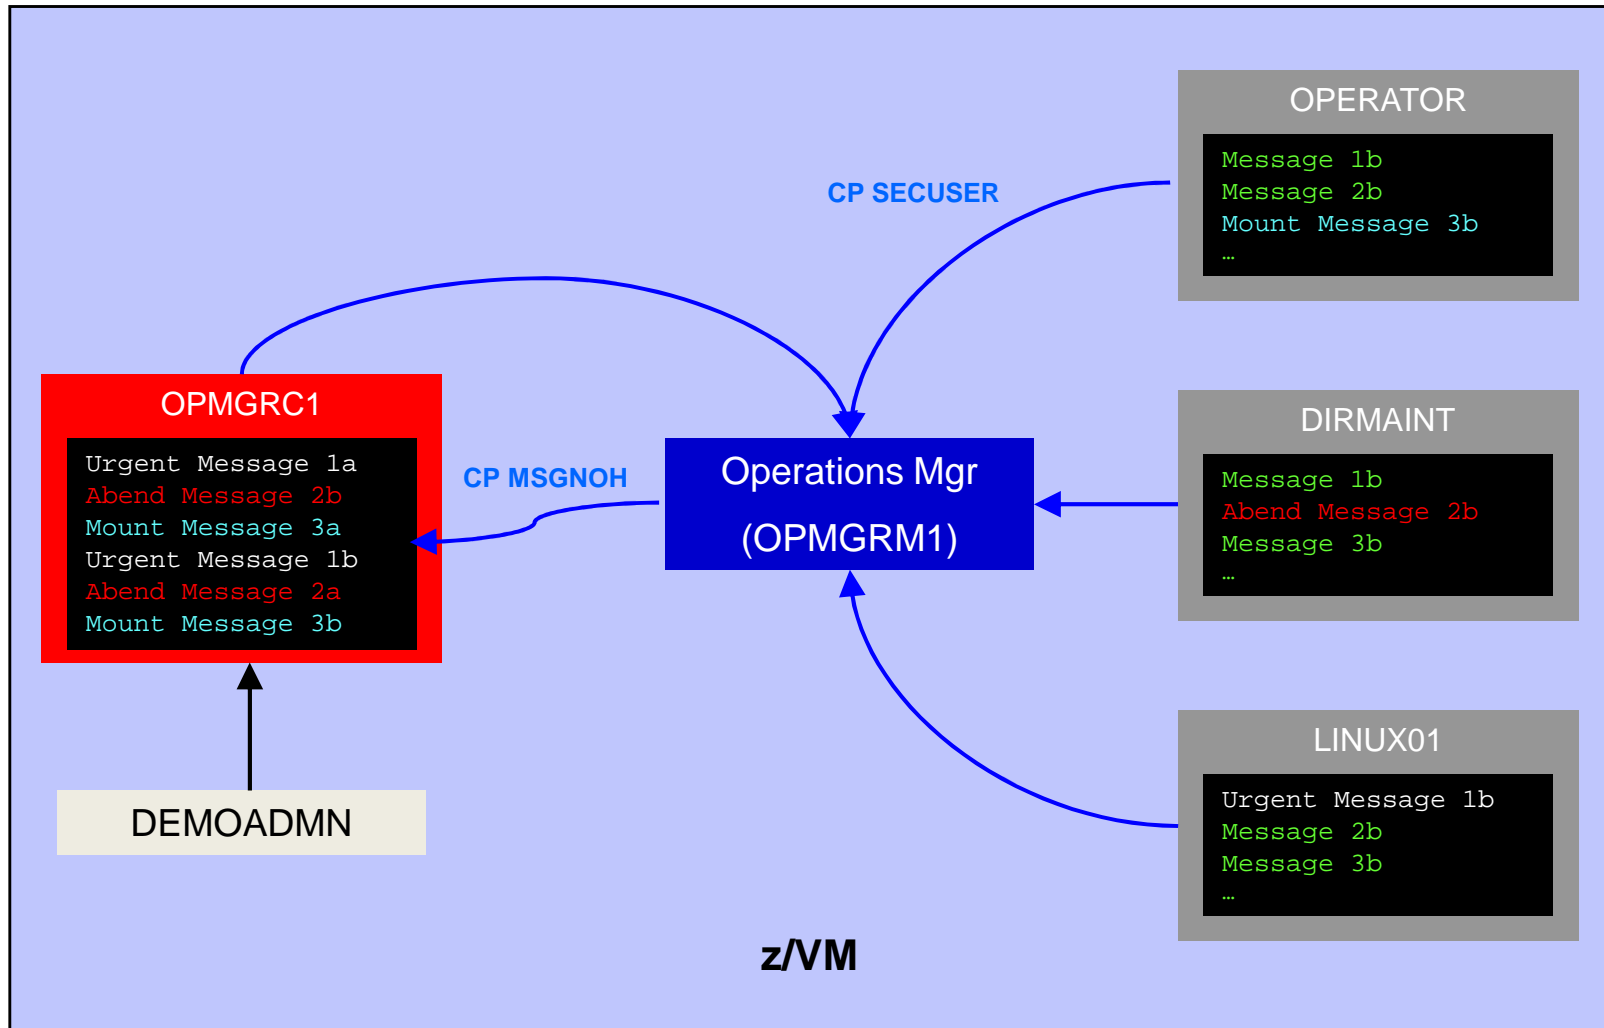 OPERATOR
Message 1b
Message 2b
Mount Message 3b
…
CP SECUSER
OPMGRC1
Urgent Message 1a
Abend Message 2b
Mount Message 3a
Urgent Message 1b
Abend Message 2a
Mount Message 3b
CP MSGNOH
Operations Mgr
(OPMGRM1)
DIRMAINT
Message 1b
Abend Message 2b
Message 3b
…
DEMOADMN
LINUX01
Urgent Message 1b
Message 2b
Message 3b
…
z/VM